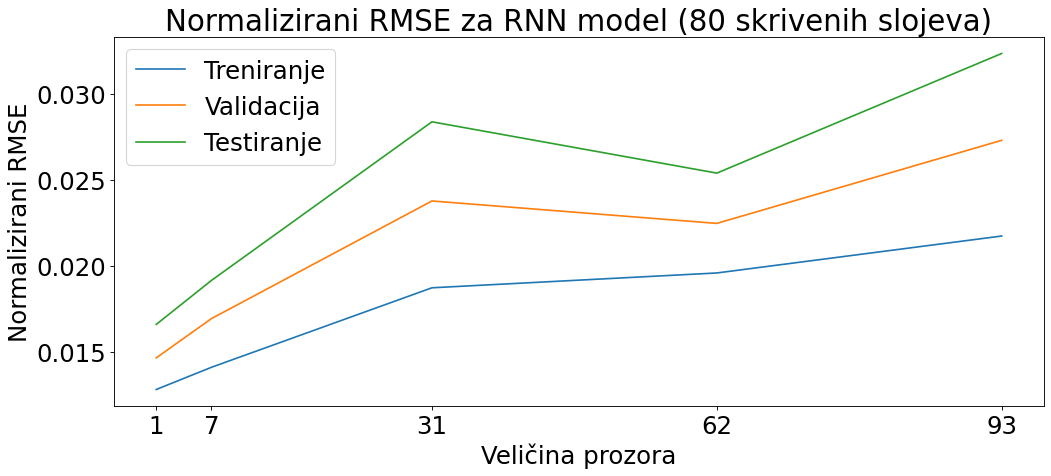 Normalizirani RMSE za RNN model (80 skrivenih slojeva)
Treniranje
Validacija
Testiranje
Normalizirani RMSE
0.030
0.025
0.020
0.015
1 7 31 62 93
Veličina prozora